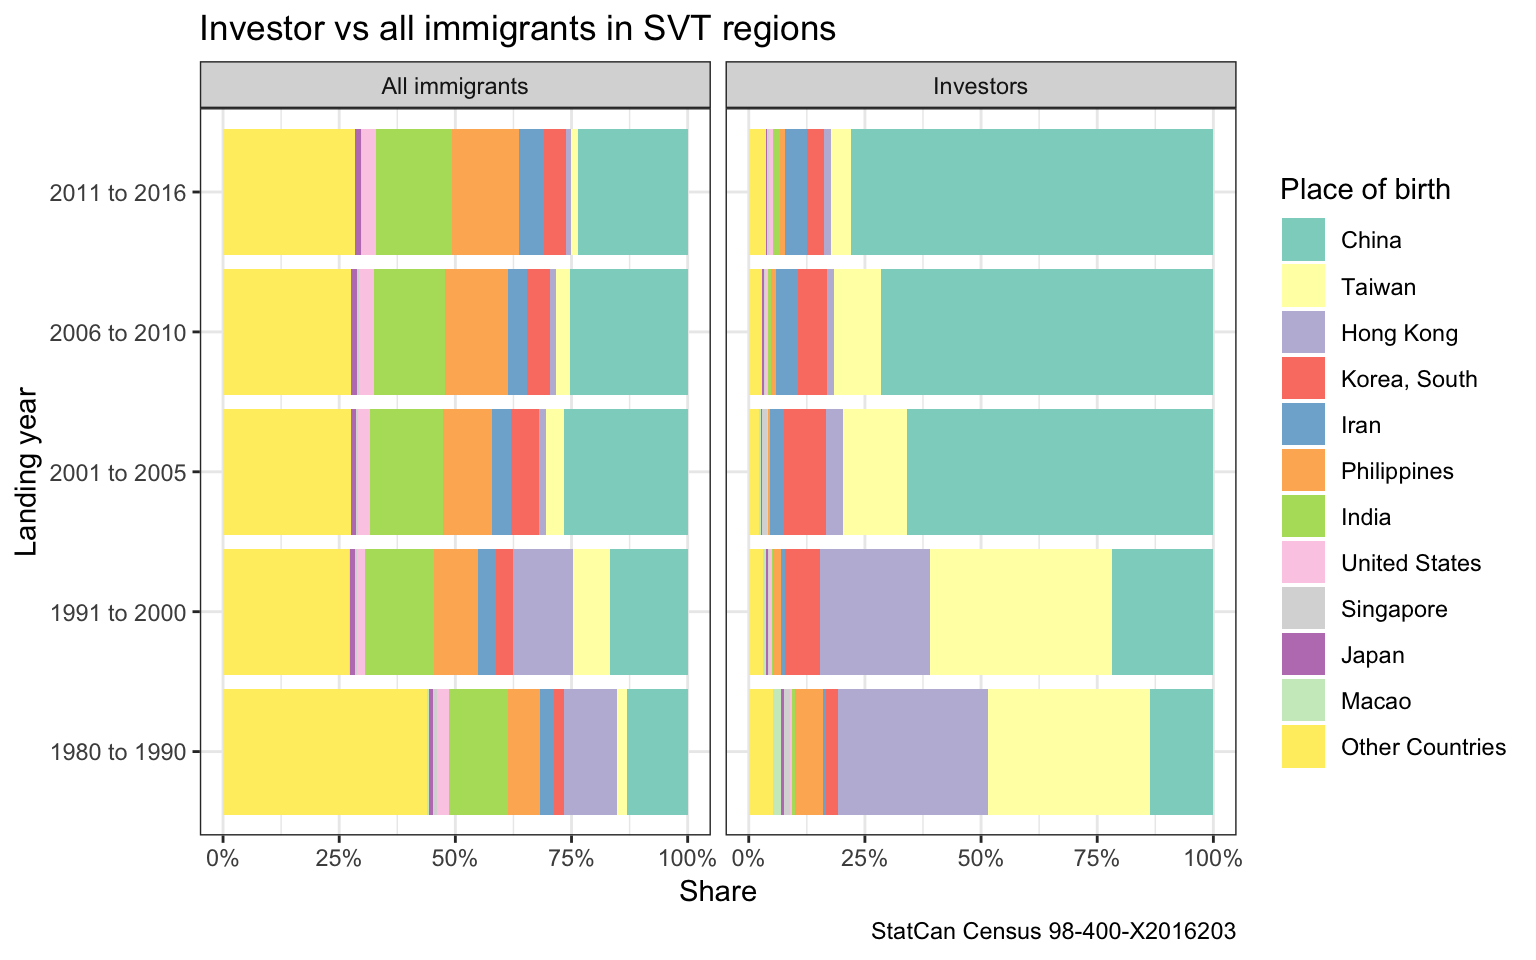 Investor vs all immigrants in SVT regions
All immigrants
Investors
Landing year
2011 to 2016
2006 to 2010
2001 to 2005
1991 to 2000
1980 to 1990
0%
25%
50%
75%
100%
0%
25%
50%
75%
100%
Share
Place of birth
China
Taiwan
Hong Kong
Korea, South
Iran
Philippines
India
United States
Singapore
Japan
Macao
Other Countries
StatCan Census 98-400-X2016203